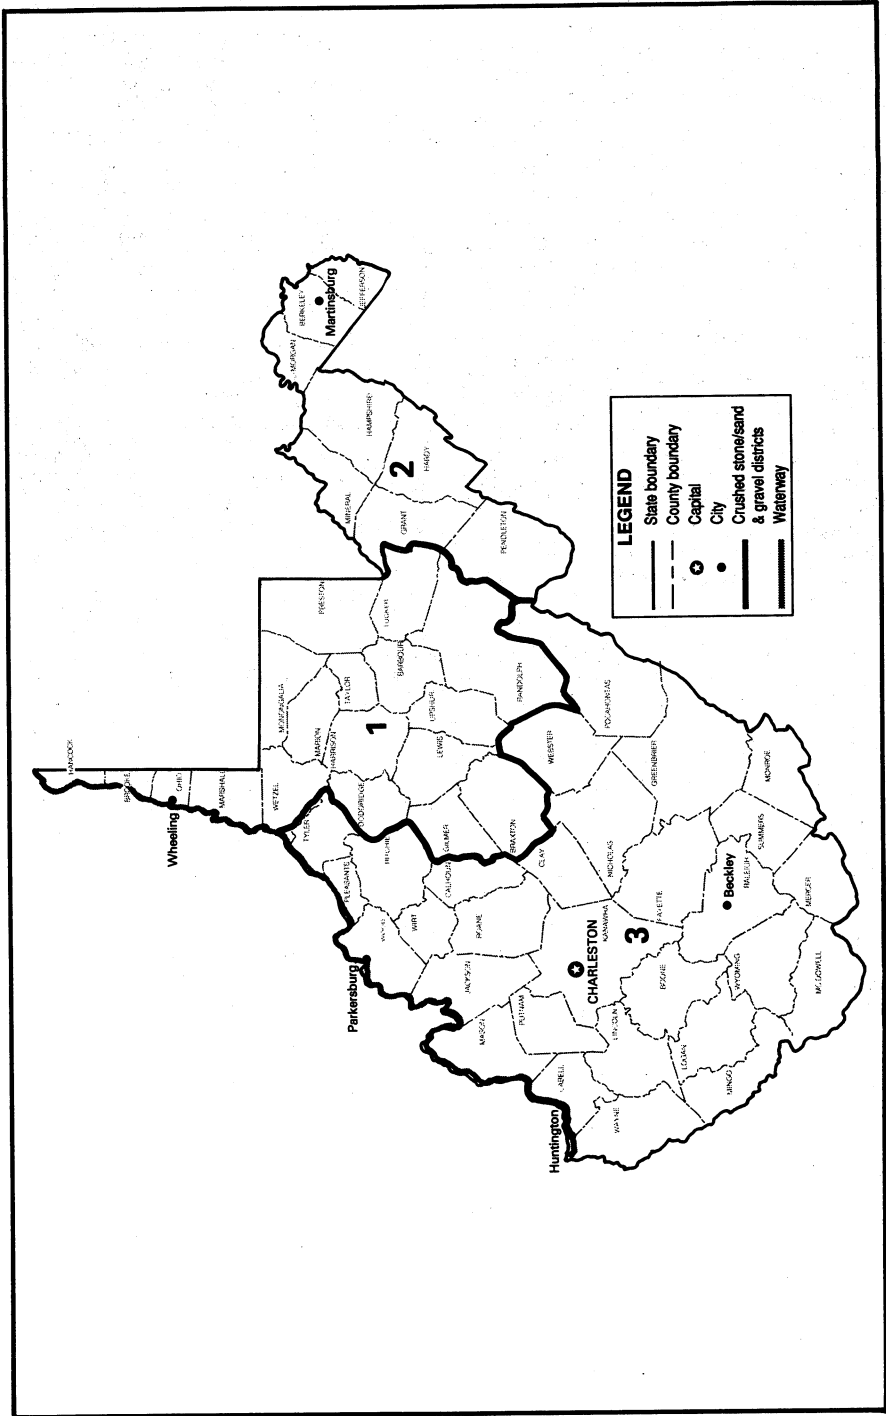 HANCOCK
BROOKE
OHIO
Wheeling
MARSHALL
WETZEL
MONONGALIA
MARION
PRESTON
TYLER
PLEASANTS
WOOD
Parkersburg
RITCHIE
DODDRIDGE
HARRISON
TAYLOR
1
BARBOUR
TUCKER
MORGAN
BERKELEY
Martinsburg
JEFFERSON
MINERAL
HAMPSHIRE
GRANT
2
HARDY
PENDLETON
WIRT
CALHOUN
GILMER
LEWIS
UPSHUR
RANDOLPH
JACKSON
ROANE
BRAXTON
WEBSTER
POCAHONTAS
MASON
PUTNAM
CLAY
NICHOLAS
GREENBRIER
CHARLESTON
KANAWHA
3
FAYETTE
Huntington
CABELL
LINCOLN
BOONE
WAYNE
LOGAN
MINGO
WYOMING
Beckley
RALEIGH
SUMMERS
MONROE
MERCER
MC DOWELL
LEGEND
State boundary
County boundary
Capital
City
Crushed stone/sand
& gravel districts
Waterway